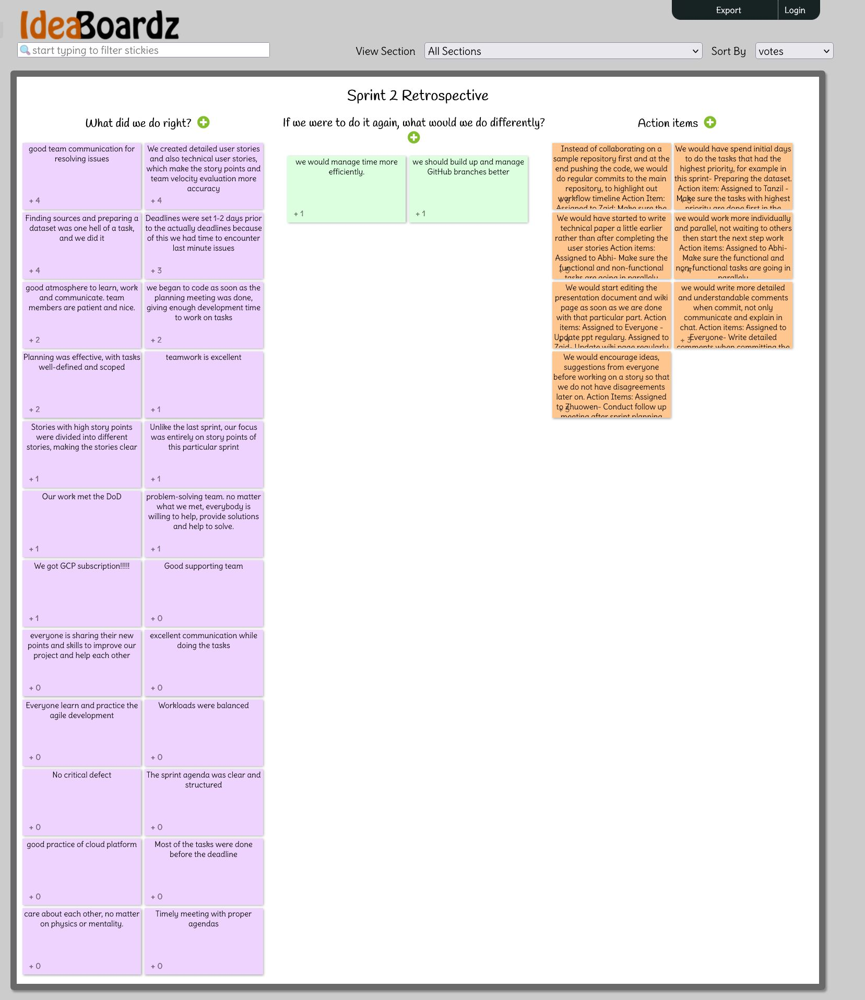 Export
Login
IdeaBoardz
start typing to filter stickies
View Section
All Sections
Sort By
votes
Sprint 2 Retrospective
What did we do right?
good team communication for
resolving issues
+ 4
We created detailed user stories
and also technical user stories,
which make the story points and
team velocity evaluation more
accuracy
+ 4
Finding sources and preparing a
dataset was one hell of a task,
and we did it
+ 4
Deadlines were set 1-2 days prior
to the actually deadlines because
of this we had time to encounter
last minute issues
+ 3
good atmosphere to learn, work
and communicate. team
members are patient and nice.
+ 2
we began to code as soon as the
planning meeting was done,
giving enough development time
to work on tasks
+ 2
Planning was effective, with tasks
well-defined and scoped
+ 2
teamwork is excellent
+ 1
Stories with high story points
were divided into different
stories, making the stories clear
+ 1
Unlike the last sprint, our focus
was entirely on story points of
this particular sprint
+ 1
Our work met the DoD
+ 1
problem-solving team. no matter
what we met, everybody is
willing to help, provide solutions
and help to solve.
+ 1
We got GCP subscription!!!!!
+ 1
Good supporting team
+ 0
everyone is sharing their new
points and skills to improve our
project and help each other
+ 0
excellent communication while
doing the tasks
+ 0
Everyone learn and practice the
agile development
+ 0
Workloads were balanced
+ 0
No critical defect
+ 0
The sprint agenda was clear and
structured
+ 0
good practice of cloud platform
+ 0
Most of the tasks were done
before the deadline
+ 0
care about each other, no matter
on physics or mentality.
+ 0
Timely meeting with proper
agendas
+ 0
If we were to do it again, what would we do differently?
we would manage time more
efficiently.
+ 1
we should build up and manage
GitHub branches better
+ 1
Action items
Instead of collaborating on a
sample repository first and at the
end pushing the code, we would
do regular commits to the main
repository, to highlight out
workflow timeline Action Item:
Assigned to Zaid: Make sure the
We would have spend initial days
to do the tasks that had the
highest priority, for example in
this sprint- Preparing the dataset.
Action item: Assigned to Tanzil -
Make sure the tasks with highest
priority are done first in the
We would have started to write
technical paper a little earlier
rather than after completing the
user stories Action items:
Assigned to Abhi- Make sure the
functional and non-functional
tasks are going in parallely
+ 5
we would work more individually
and parallel, not waiting to others
then start the next step work
Action items: Assigned to Abhi-
Make sure the functional and
non-functional tasks are going in
parallely
+ 4
We would start editing the
presentation document and wiki
page as soon as we are done
with that particular part. Action
items: Assigned to Everyone -
Update ppt regulary. Assigned to
Zaid- Update wiki page regularly
+ 4
we would write more detailed
and understandable comments
when commit, not only
communicate and explain in
chat. Action items: Assigned to
Everyone- Write detailed
comments when committing the
+ 3
We would encourage ideas,
suggestions from everyone
before working on a story so that
we do not have disagreements
later on. Action Items: Assigned
to Zhuowen- Conduct follow up
meeting after sprint planning